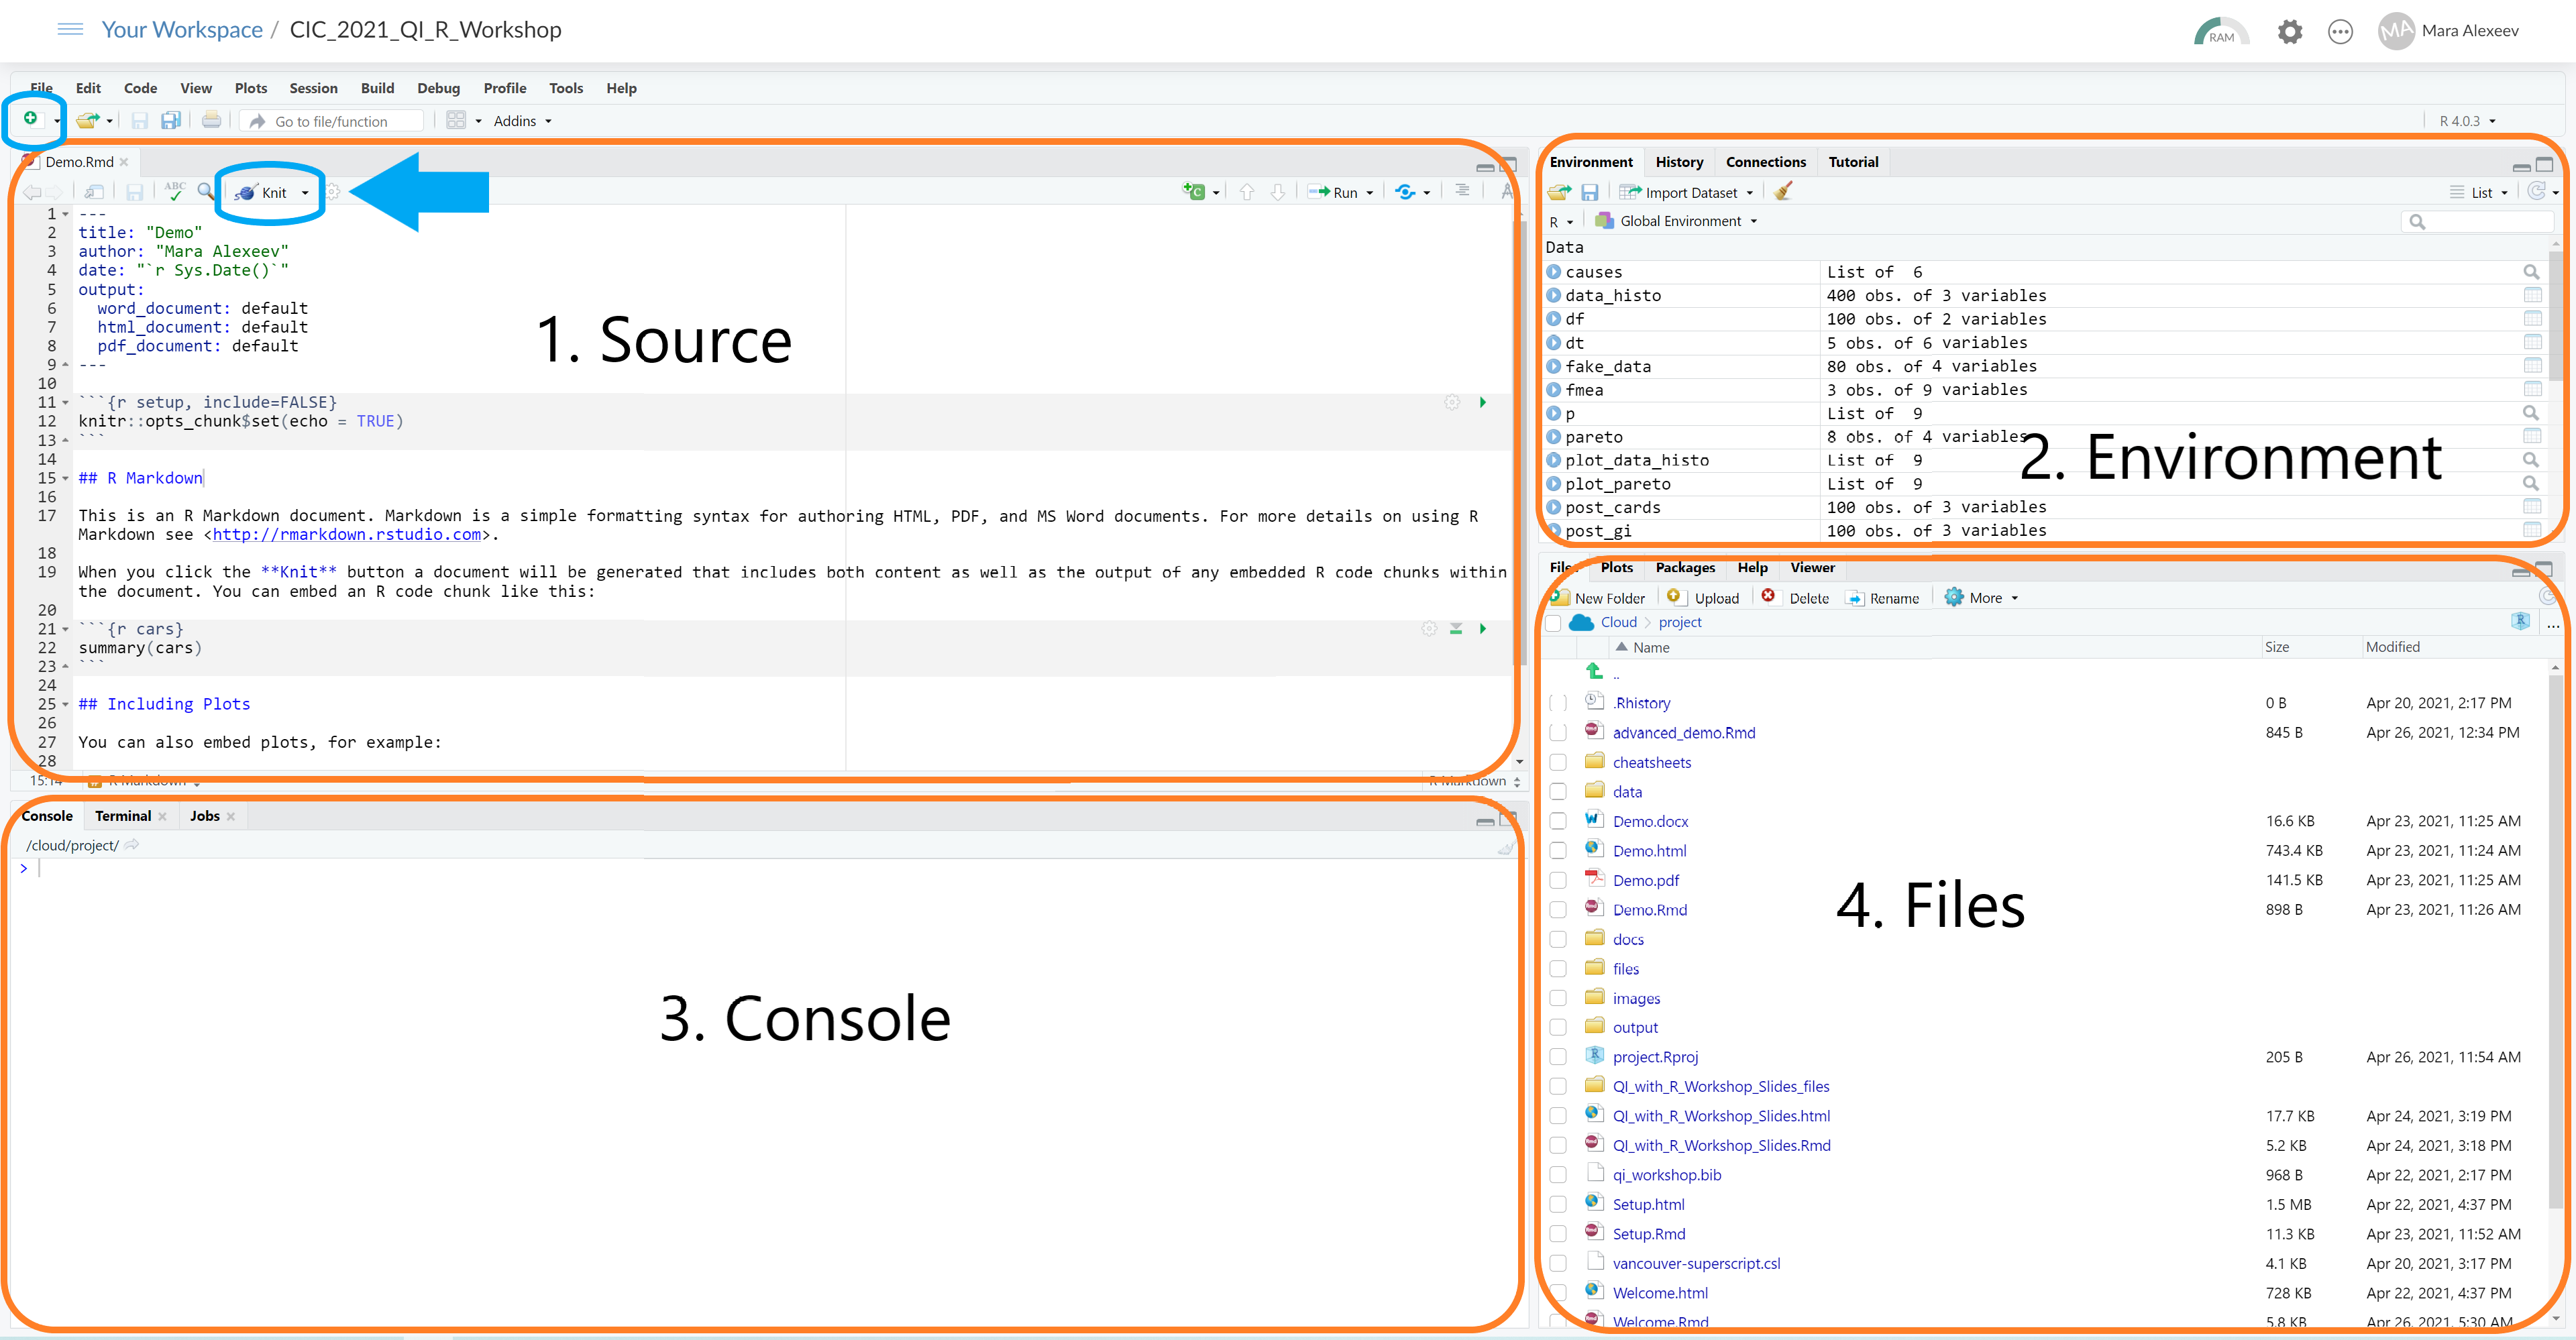 Your Workspace / CIC_2021_QI_R_Workshop
RAM
MA Mara Alexeev
File Edit Code View Plots Session Build Debug Profile Tools Help
Go to file/function Addins
R 4.0.3
Demo.Rmd
ABC Knit Run
1 ---
2 title: "Demo"
3 author: "Mara Alexeev"
4 date: "`r Sys.Date()`"
5 output:
6 word_document: default
7 html_document: default
8 pdf_document: default
9 ---
10
11 ```{r setup, include=FALSE}
12 knitr::opts_chunk$set(echo = TRUE)
13 ```
14
15 ## R Markdown
16
17 This is an R Markdown document. Markdown is a simple formatting syntax for authoring HTML, PDF, and MS Word documents. For more details on using R
Markdown see <http://rmarkdown.rstudio.com>.
18
19 When you click the **Knit** button a document will be generated that includes both content as well as the output of any embedded R code chunks within
the document. You can embed an R code chunk like this:
20
21 ```{r cars}
22 summary(cars)
23 ```
24
25 ## Including Plots
26
27 You can also embed plots, for example:
28
15:14 R Markdown R Markdown
1. Source
Environment History Connections Tutorial
Import Dataset List
R Global Environment
Data
causes List of 6
data_histo 400 obs. of 3 variables
df 100 obs. of 2 variables
dt 5 obs. of 6 variables
fake_data 80 obs. of 4 variables
fmea 3 obs. of 9 variables
p List of 9
pareto 8 obs. of 4 variables
plot_data_histo List of 9
plot_pareto List of 9
post_cards 100 obs. of 3 variables
post_gi 100 obs. of 3 variables
2. Environment
Console Terminal Jobs
/cloud/project/
>
3. Console
Files Plots Packages Help Viewer
New Folder Upload Delete Rename More
Cloud > project R ...
Name Size Modified
..
.Rhistory 0 B Apr 20, 2021, 2:17 PM
advanced_demo.Rmd 845 B Apr 26, 2021, 12:34 PM
cheatsheets
data
Demo.docx 16.6 KB Apr 23, 2021, 11:25 AM
Demo.html 743.4 KB Apr 23, 2021, 11:24 AM
Demo.pdf 141.5 KB Apr 23, 2021, 11:25 AM
Demo.Rmd 898 B Apr 23, 2021, 11:26 AM
docs
files
images
output
project.Rproj 205 B Apr 26, 2021, 11:54 AM
QI_with_R_Workshop_Slides_files
QI_with_R_Workshop_Slides.html 17.7 KB Apr 24, 2021, 3:19 PM
QI_with_R_Workshop_Slides.Rmd 5.2 KB Apr 24, 2021, 3:18 PM
qi_workshop.bib 968 B Apr 22, 2021, 2:17 PM
Setup.html 1.5 MB Apr 22, 2021, 4:37 PM
Setup.Rmd 11.3 KB Apr 23, 2021, 11:52 AM
vancouver-superscript.csl 4.1 KB Apr 20, 2021, 3:17 PM
Welcome.html 728 KB Apr 22, 2021, 4:37 PM
Welcome.Rmd 5.8 KB Apr 26, 2021, 5:30 AM
4. Files